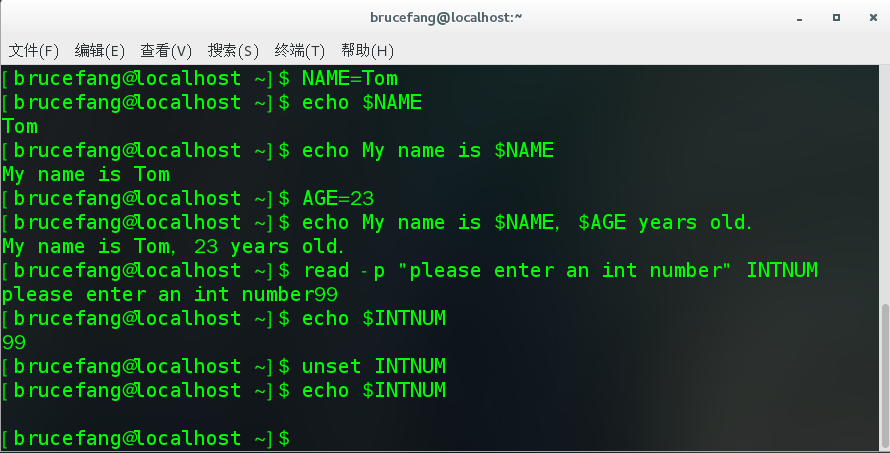 brucefang@localhost:~
文件(F) 编辑(E) 查看(V) 搜索(S) 终端(T) 帮助(H)
[brucefang@localhost ~]$ NAME=Tom
[brucefang@localhost ~]$ echo $NAME
Tom
[brucefang@localhost ~]$ echo My name is $NAME
My name is Tom
[brucefang@localhost ~]$ AGE=23
[brucefang@localhost ~]$ echo My name is $NAME, $AGE years old.
My name is Tom, 23 years old.
[brucefang@localhost ~]$ read -p "please enter an int number" INTNUM
please enter an int number99
[brucefang@localhost ~]$ echo $INTNUM
99
[brucefang@localhost ~]$ unset INTNUM
[brucefang@localhost ~]$ echo $INTNUM
[brucefang@localhost ~]$